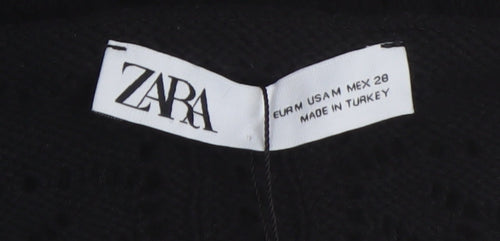 ZARA
EUR M USA M MEX 28
MADE IN TURKEY